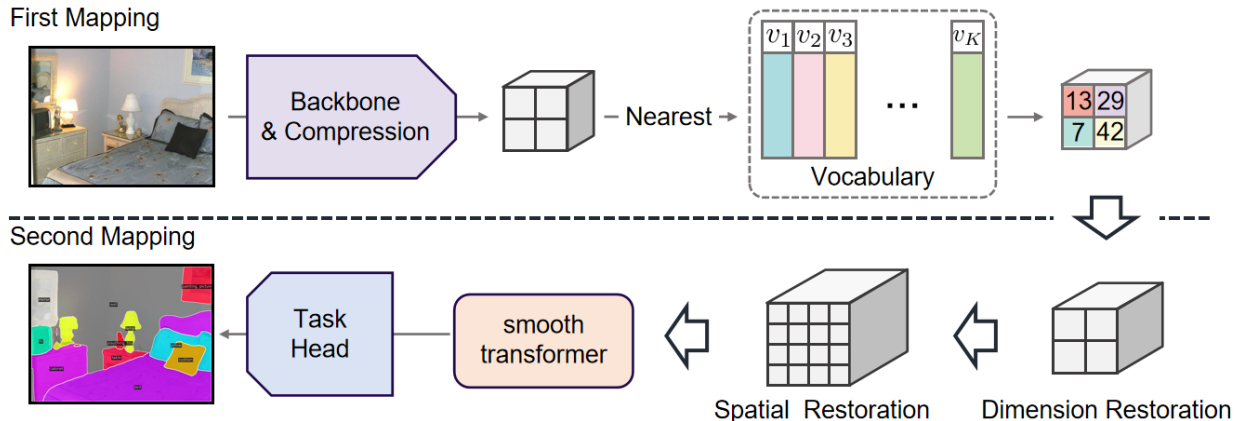 First Mapping
Backbone
& Compression
Nearest
v1 v2 v3 ... vK
Vocabulary
13 29
7 42
Second Mapping
Task
Head
smooth
transformer
Spatial Restoration
Dimension Restoration